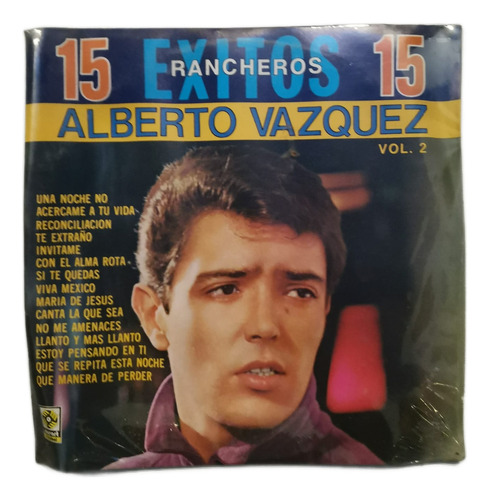 15 EXITOS 15
RANCHEROS
ALBERTO VAZQUEZ
VOL. 2
UNA NOCHE NO
ACERCAME A TU VIDA
RECONCILIACION
TE EXTRAÑO
INVITAME
CON EL ALMA ROTA
SI TE QUEDAS
VIVA MEXICO
MARIA DE JESUS
CANTA LA QUE SEA
NO ME AMENACES
LLANTO Y MAS LLANTO
ESTOY PENSANDO EN TI
QUE SE REPITA ESTA NOCHE
QUE MANERA DE PERDER